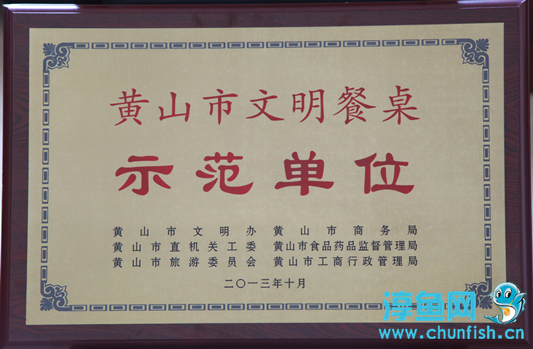 黄山市文明餐桌
示范单位
黄山市文明办 黄山市商务局
黄山市直机关工委 黄山市食品药品监督管理局
黄山市旅游委员会 黄山市工商行政管理局
二〇一三年十月
淳鱼网
www.chunfish.cn